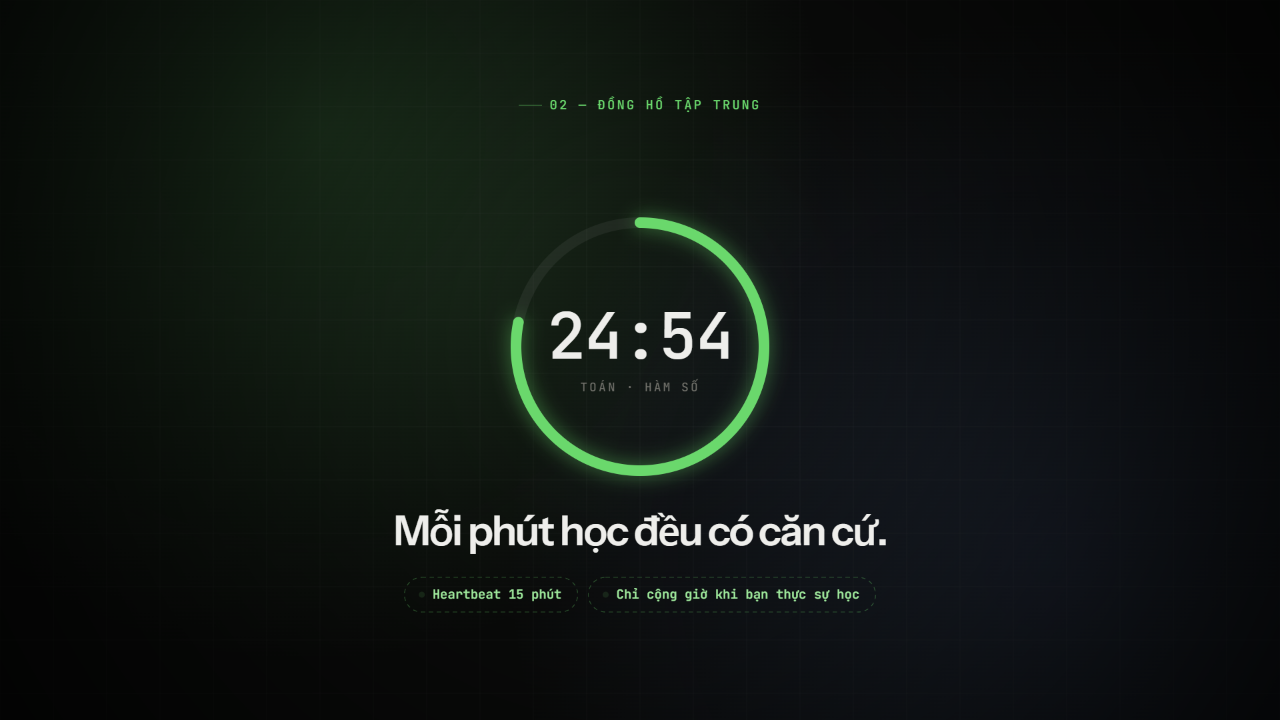 02 — ĐỒNG HỒ TẬP TRUNG
24:54
TOÁN · HÀM SỐ
Mỗi phút học đều có căn cứ.
Heartbeat 15 phút
Chỉ cộng giờ khi bạn thực sự học